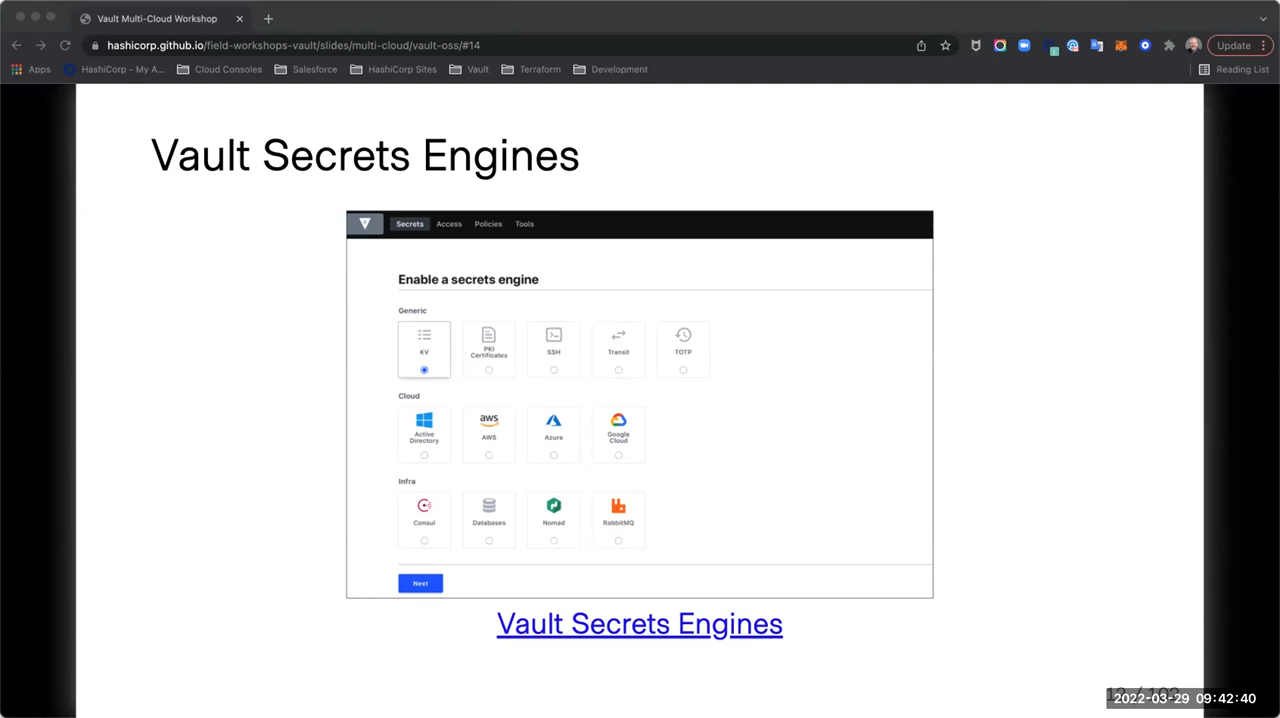 Vault Multi-Cloud Workshop
hashicorp.github.io/field-workshops-vault/slides/multi-cloud/vault-oss/#14
Update
Apps
HashiCorp - My A...
Cloud Consoles
Salesforce
HashiCorp Sites
Vault
Terraform
Development
Reading List
Vault Secrets Engines
Secrets
Access
Policies
Tools
Enable a secrets engine
Generic
KV
PKI
Certificates
SSH
Transit
TOTP
Cloud
Active
Directory
aws
AWS
Azure
Google
Cloud
Infra
Consul
Databases
Nomad
RabbitMQ
Next
Vault Secrets Engines
2022-03-29 09:42:40